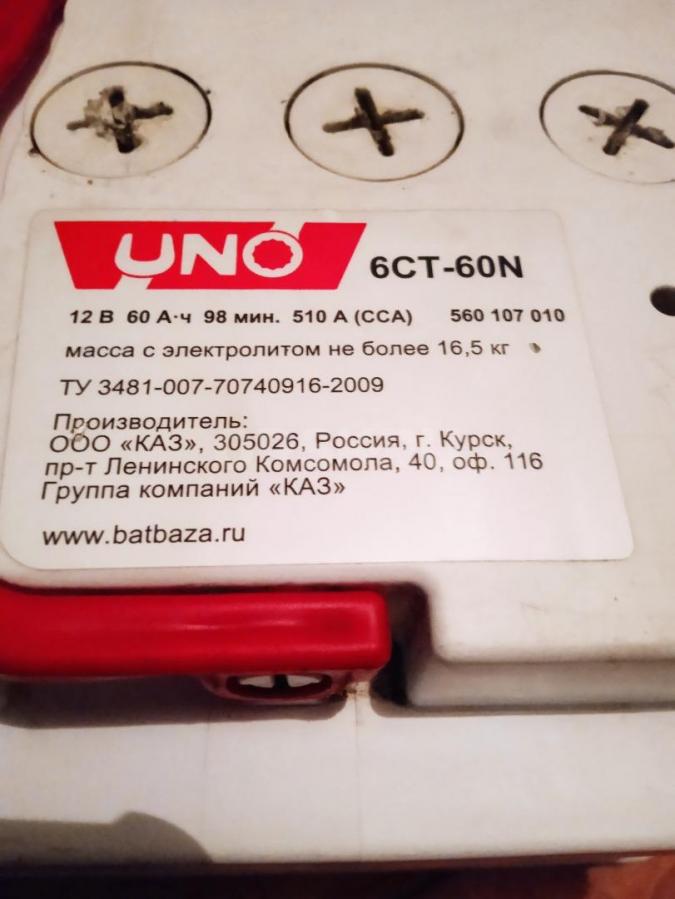 UNO
6СТ-60N
12 В 60 А·ч 98 мин. 510 А (ССА) 560 107 010
масса с электролитом не более 16,5 кг
ТУ 3481-007-70740916-2009
Производитель:
ООО «КАЗ», 305026, Россия, г. Курск,
пр-т Ленинского Комсомола, 40, оф. 116
Группа компаний «КАЗ»
www.batbaza.ru